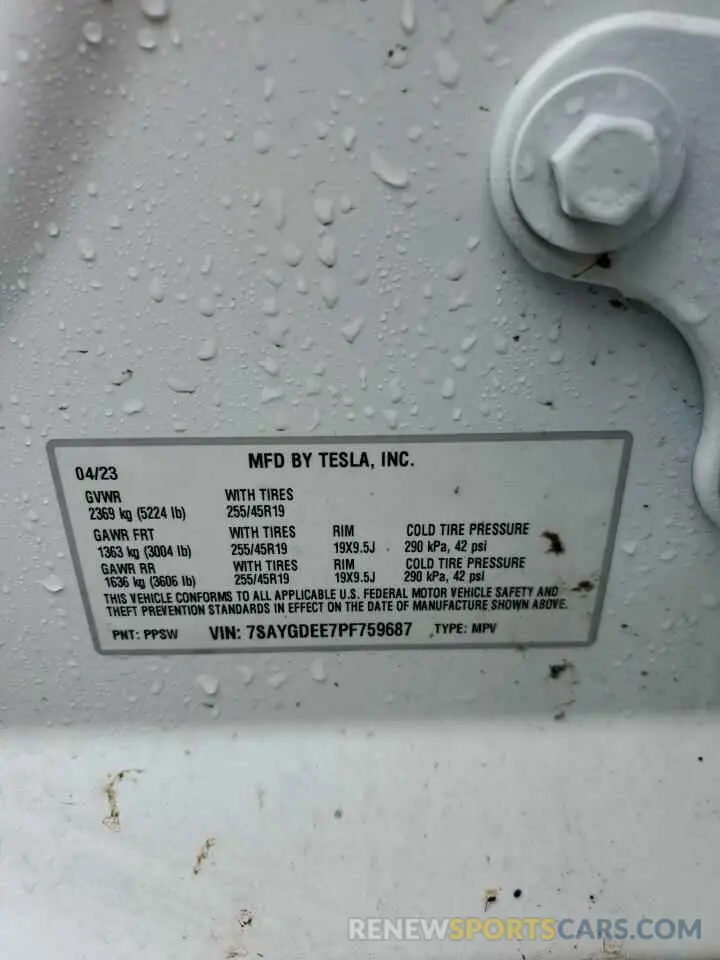 MFD BY TESLA, INC.
04/23
GVWR WITH TIRES
2369 kg (5224 lb) 255/45R19
GAWR FRT WITH TIRES RIM COLD TIRE PRESSURE
1363 kg (3004 lb) 255/45R19 19X9.5J 290 kPa, 42 psi
GAWR RR WITH TIRES RIM COLD TIRE PRESSURE
1636 kg (3606 lb) 255/45R19 19X9.5J 290 kPa, 42 psi
THIS VEHICLE CONFORMS TO ALL APPLICABLE U.S. FEDERAL MOTOR VEHICLE SAFETY AND
THEFT PREVENTION STANDARDS IN EFFECT ON THE DATE OF MANUFACTURE SHOWN ABOVE.
PNT: PPSW VIN: 7SAYGDEE7PF759687 TYPE: MPV
RENEWSPORTSCARS.COM